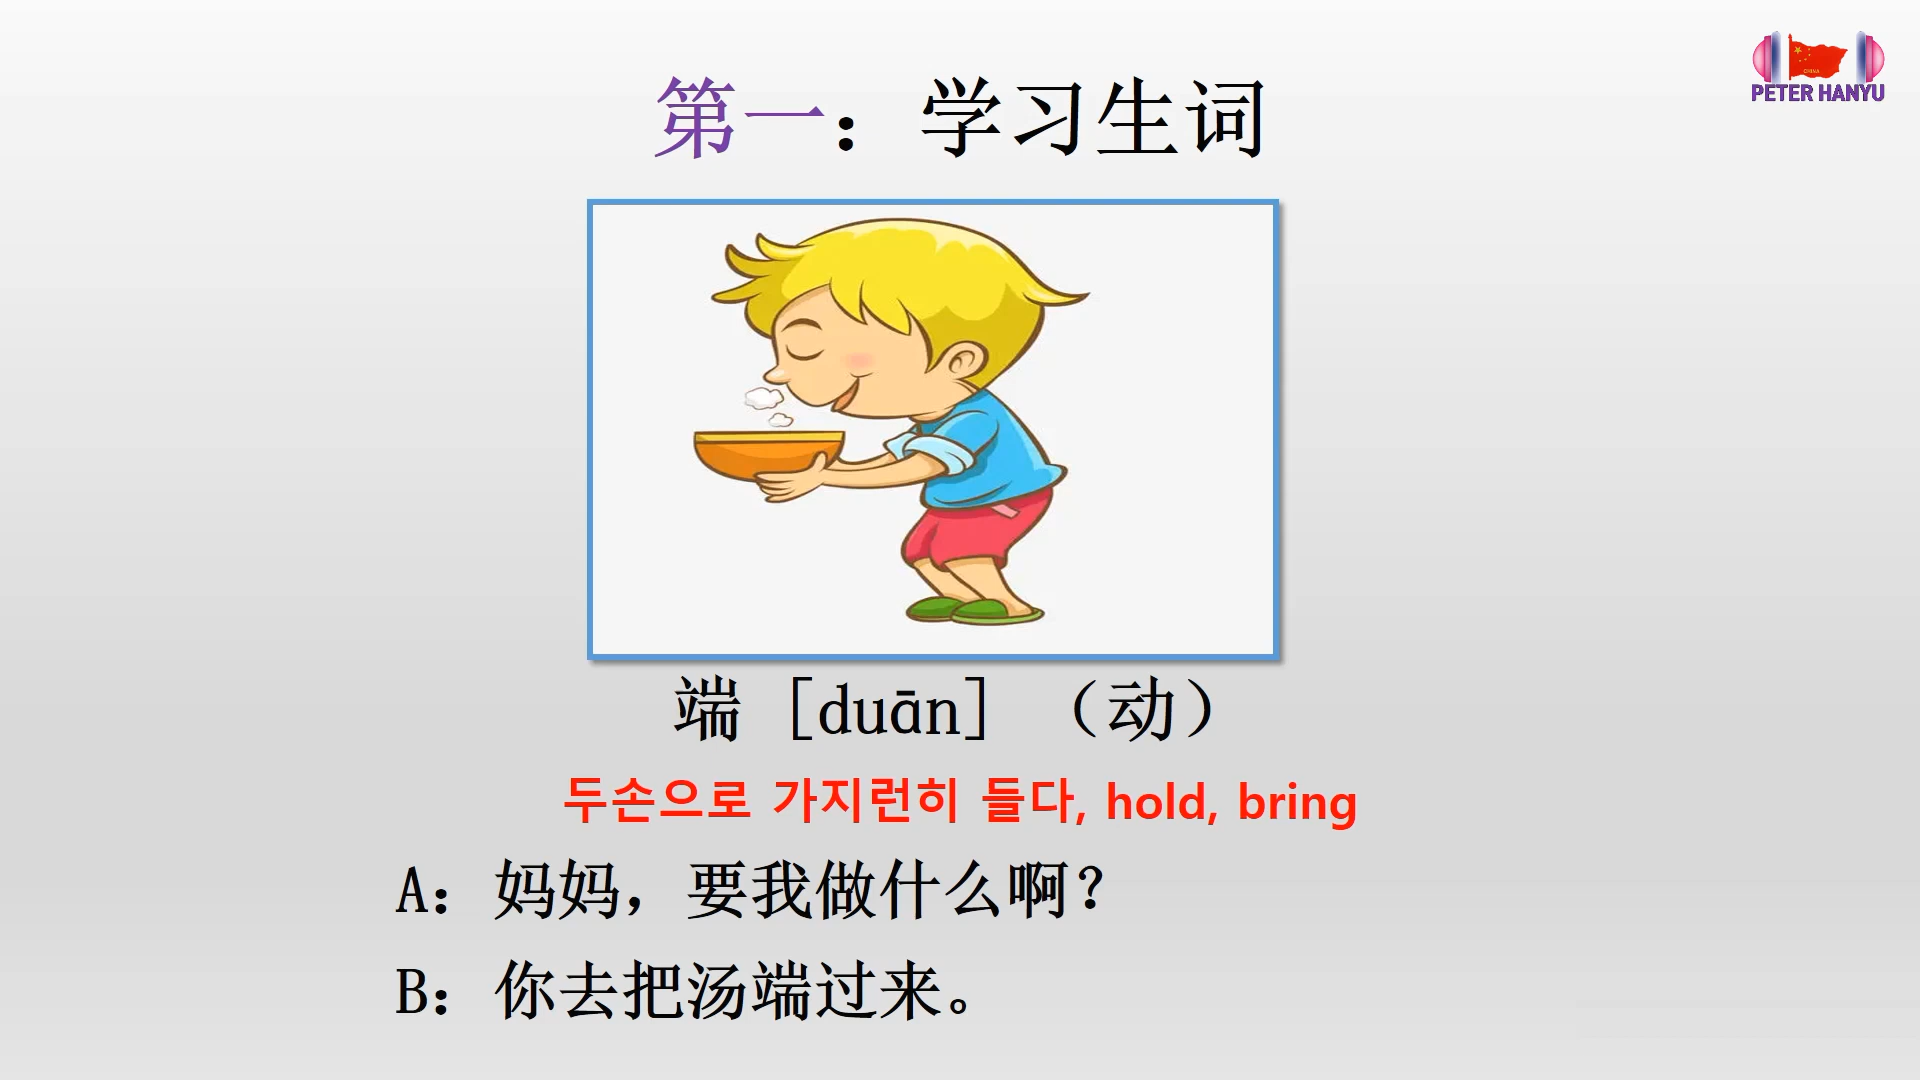 PETER HANYU
第一：学习生词
端 [duān] （动）
두손으로 가지런히 들다, hold, bring
A：妈妈，要我做什么啊？
B：你去把汤端过来。